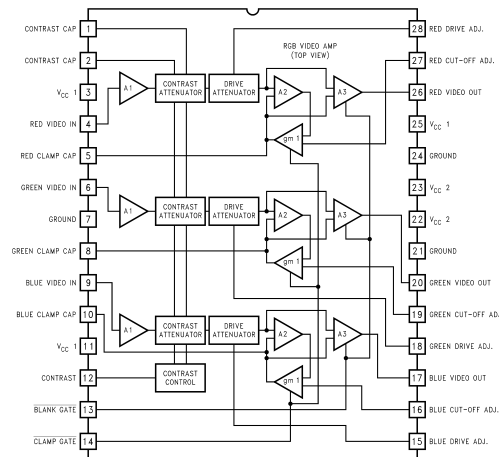 CONTRAST CAP 1
CONTRAST CAP 2
VCC 1 3
RED VIDEO IN 4
RED CLAMP CAP 5
GREEN VIDEO IN 6
GROUND 7
GREEN CLAMP CAP 8
BLUE VIDEO IN 9
BLUE CLAMP CAP 10
VCC 1 11
CONTRAST 12
BLANK GATE 13
CLAMP GATE 14
RGB VIDEO AMP
(TOP VIEW)
A1
CONTRAST
ATTENUATOR
DRIVE
ATTENUATOR
A2
A3
gm 1
A1
CONTRAST
ATTENUATOR
DRIVE
ATTENUATOR
A2
A3
gm 1
A1
CONTRAST
ATTENUATOR
DRIVE
ATTENUATOR
A2
A3
gm 1
CONTRAST
CONTROL
28 RED DRIVE ADJ.
27 RED CUT-OFF ADJ.
26 RED VIDEO OUT
25 VCC 1
24 GROUND
23 VCC 2
22 VCC 2
21 GROUND
20 GREEN VIDEO OUT
19 GREEN CUT-OFF ADJ.
18 GREEN DRIVE ADJ.
17 BLUE VIDEO OUT
16 BLUE CUT-OFF ADJ.
15 BLUE DRIVE ADJ.